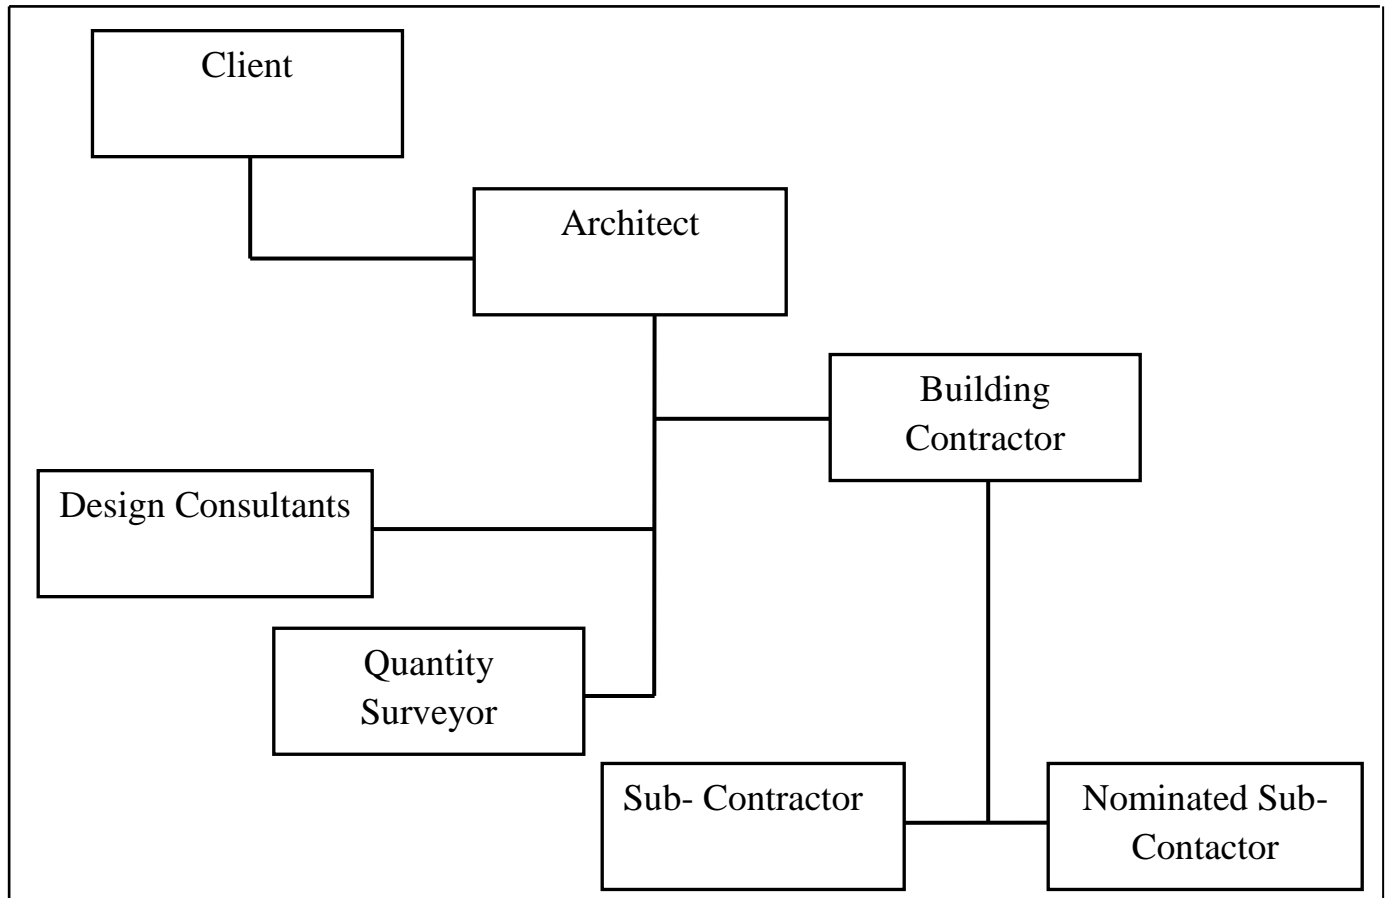 Client
Architect
Building
Contractor
Design Consultants
Quantity
Surveyor
Sub- Contractor
Nominated Sub-
Contactor